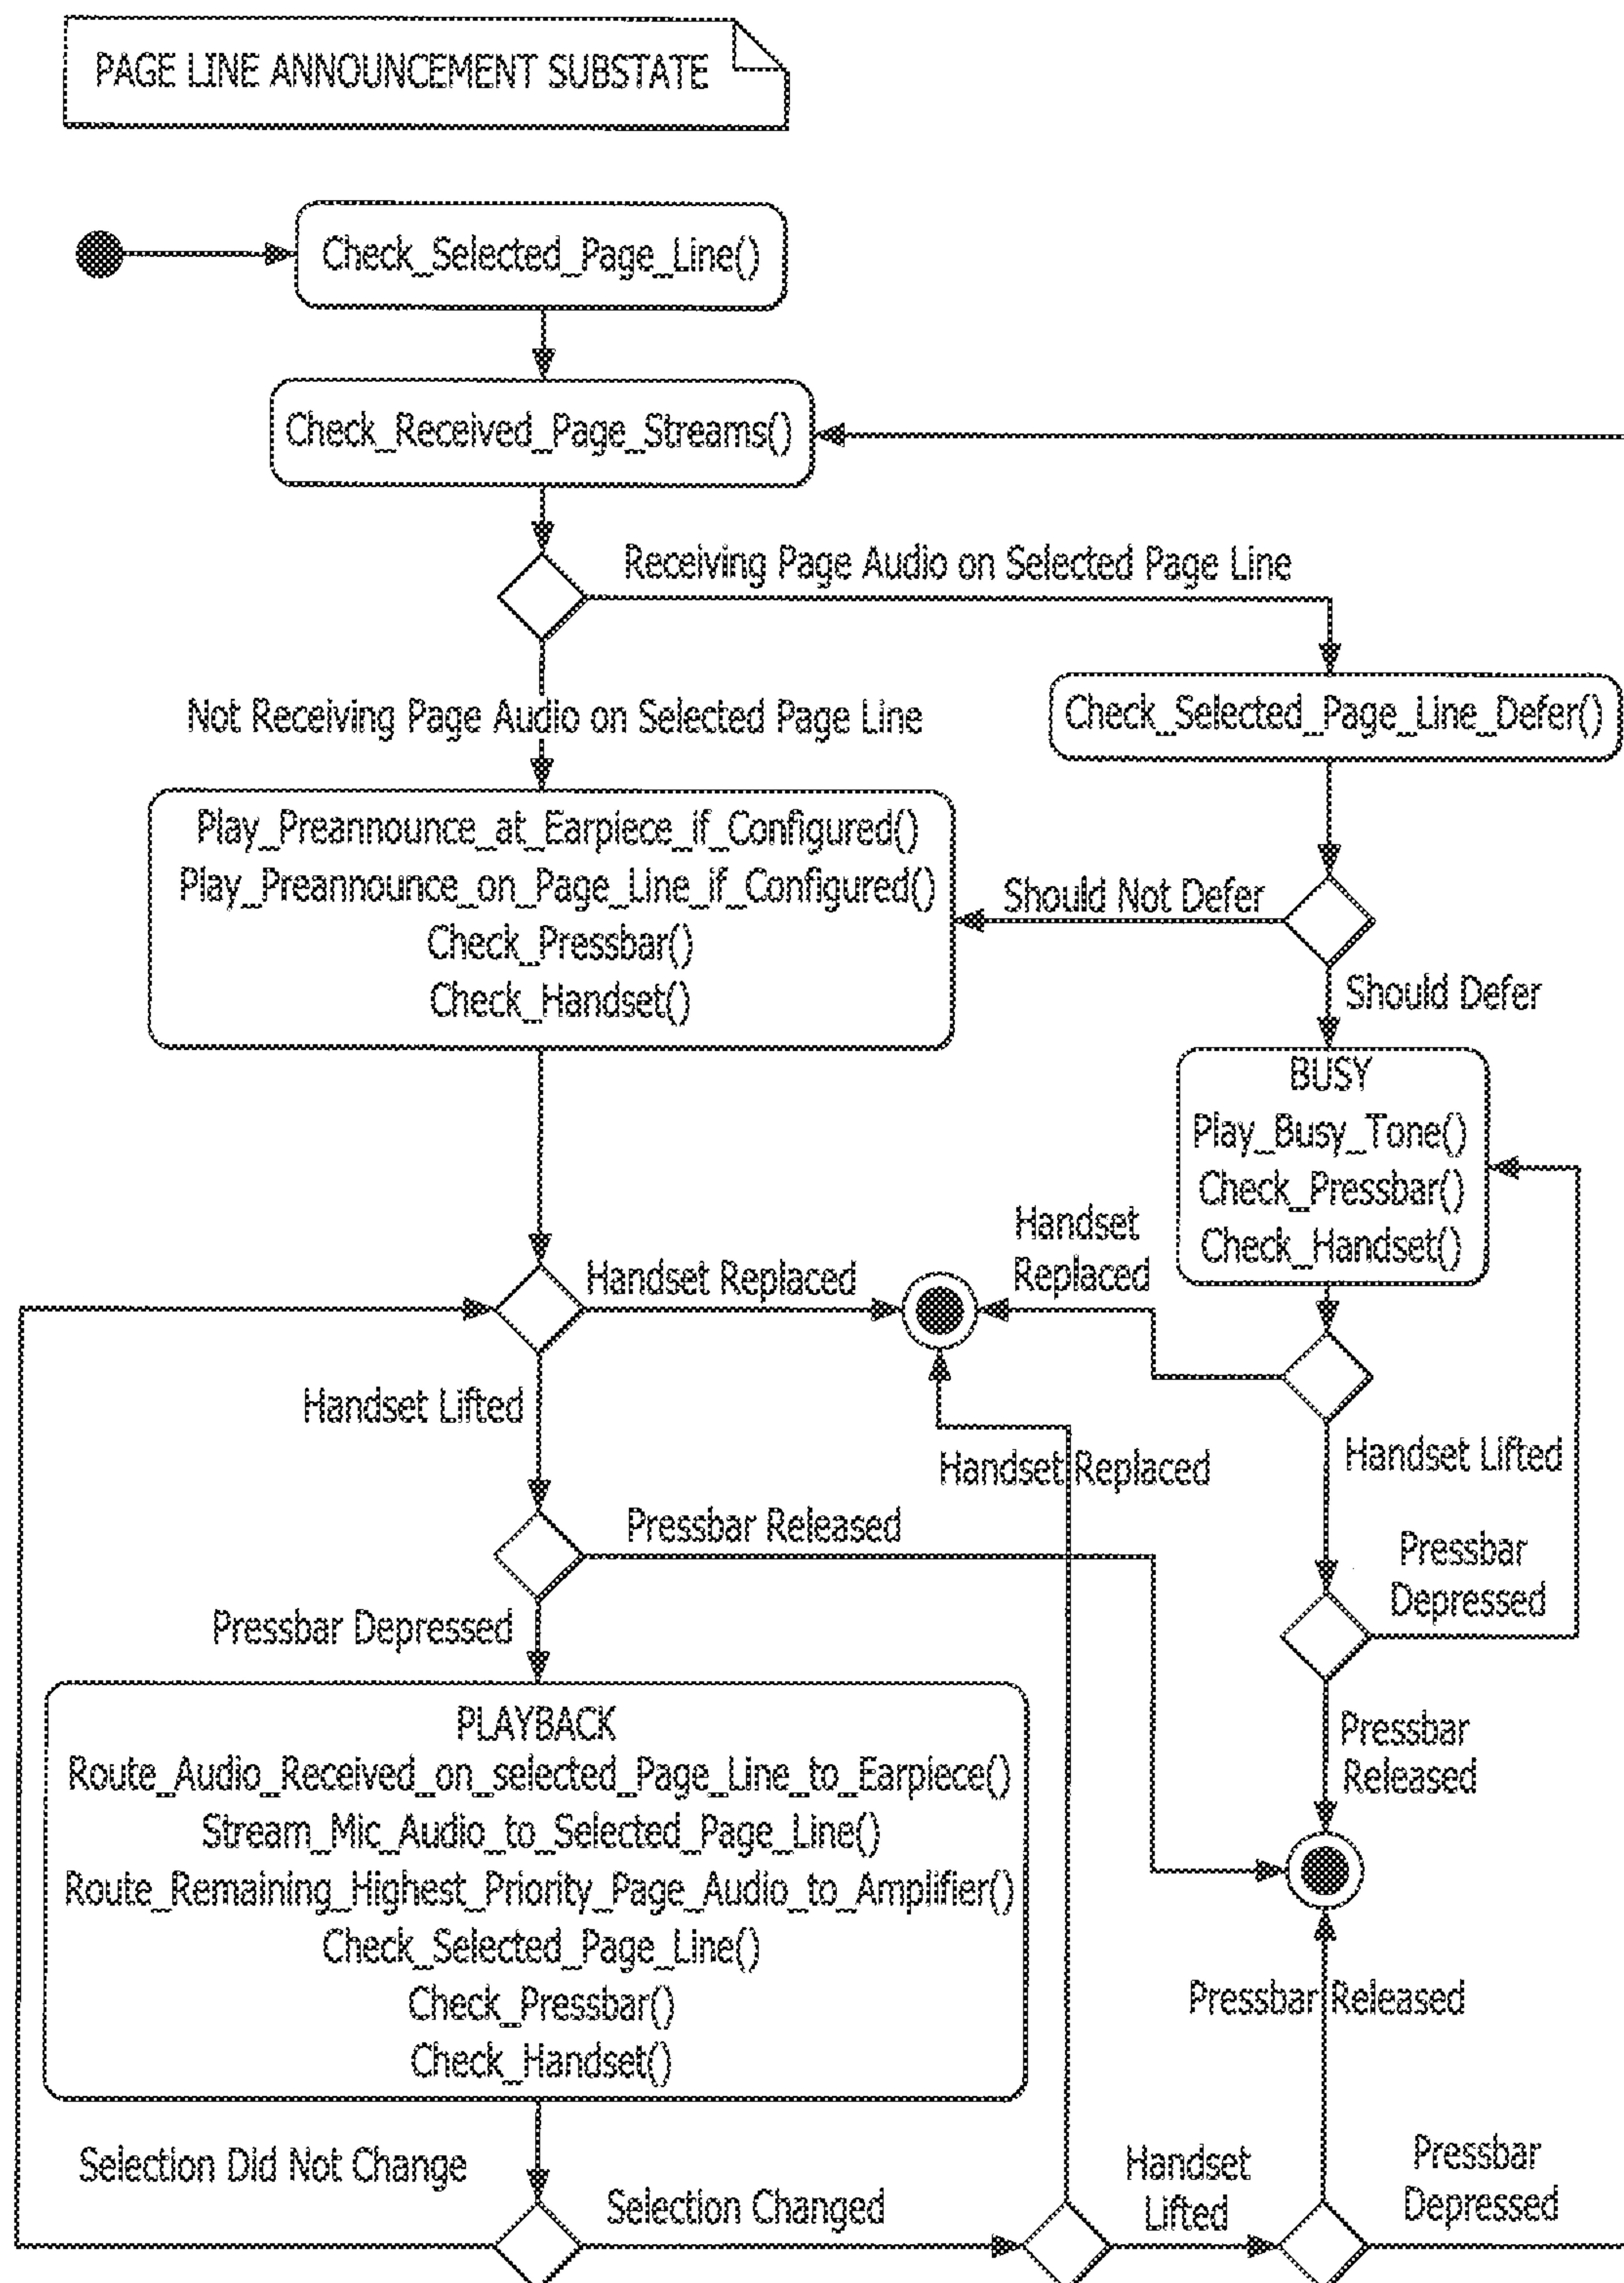 PAGE LINE ANNOUNCEMENT SUBSTATE
Check_Selected_Page_Line()
Check_Received_Page_Streams()
Receiving Page Audio on Selected Page Line
Not Receiving Page Audio on Selected Page Line
Check_Selected_Page_Line_Defer()
Play_Preannounce_at_Earpiece_if_Configured()
Play_Preannounce_on_Page_Line_if_Configured()
Check_Pressbar()
Check_Handset()
Should Not Defer
Should Defer
BUSY
Play_Busy_Tone()
Check_Pressbar()
Check_Handset()
Handset Replaced
Handset
Replaced
Handset Lifted
Handset Replaced
Handset Lifted
Pressbar Released
Pressbar
Depressed
Pressbar Depressed
PLAYBACK
Route_Audio_Received_on_selected_Page_Line_to_Earpiece()
Stream_Mic_Audio_to_Selected_Page_Line()
Route_Remaining_Highest_Priority_Page_Audio_to_Amplifier()
Check_Selected_Page_Line()
Check_Pressbar()
Check_Handset()
Pressbar
Released
Pressbar Released
Selection Did Not Change
Selection Changed
Handset
Lifted
Pressbar
Depressed